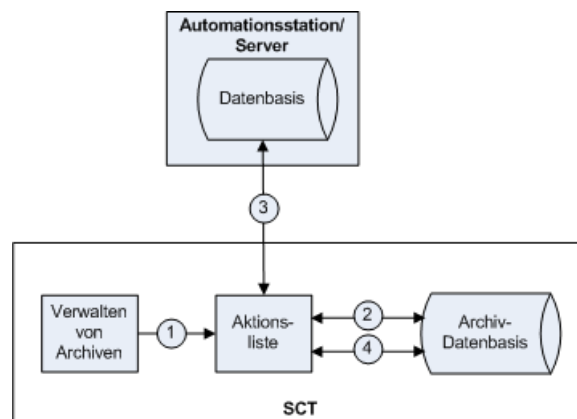 Automationsstation/
Server
Datenbasis
3
Verwalten
von
Archiven
1
Aktions-
liste
2
4
Archiv-
Datenbasis
SCT